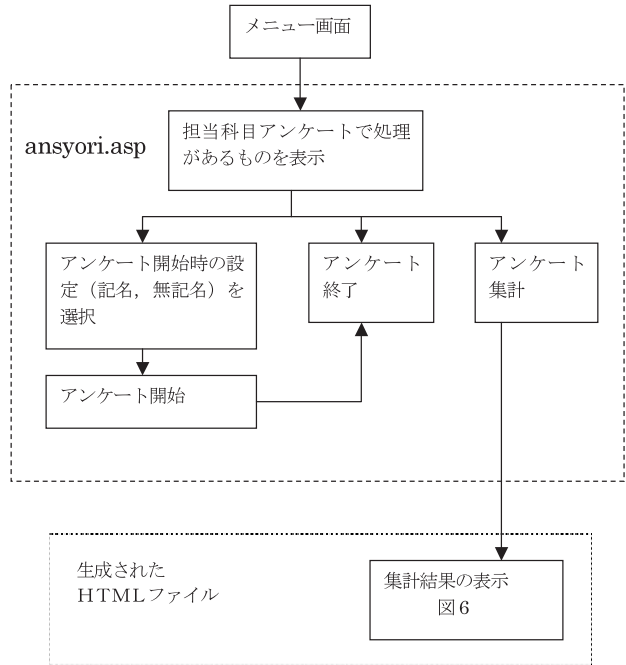 メニュー画面
ansyori.asp
担当科目アンケートで処理
があるものを表示
アンケート開始時の設
定（記名，無記名）を
選択
アンケート
終了
アンケート
集計
アンケート開始
生成された
ＨＴＭＬファイル
集計結果の表示
図６